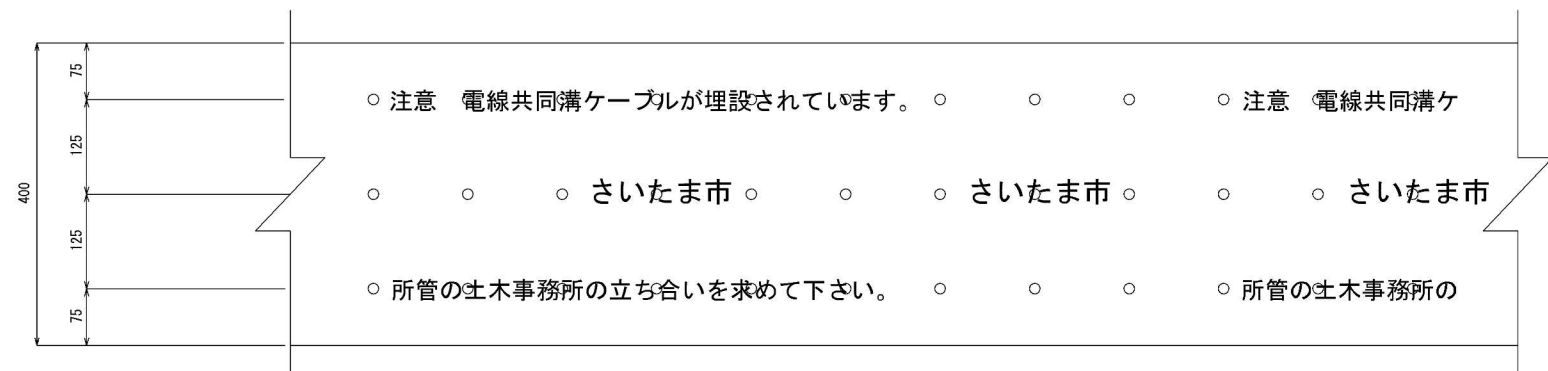 75
注意　電線共同溝ケーブルが埋設されています。　注意　電線共同溝ケ
125
400
さいたま市　さいたま市　さいたま市
125
所管の土木事務所の立ち合いを求めて下さい。　所管の土木事務所の
75